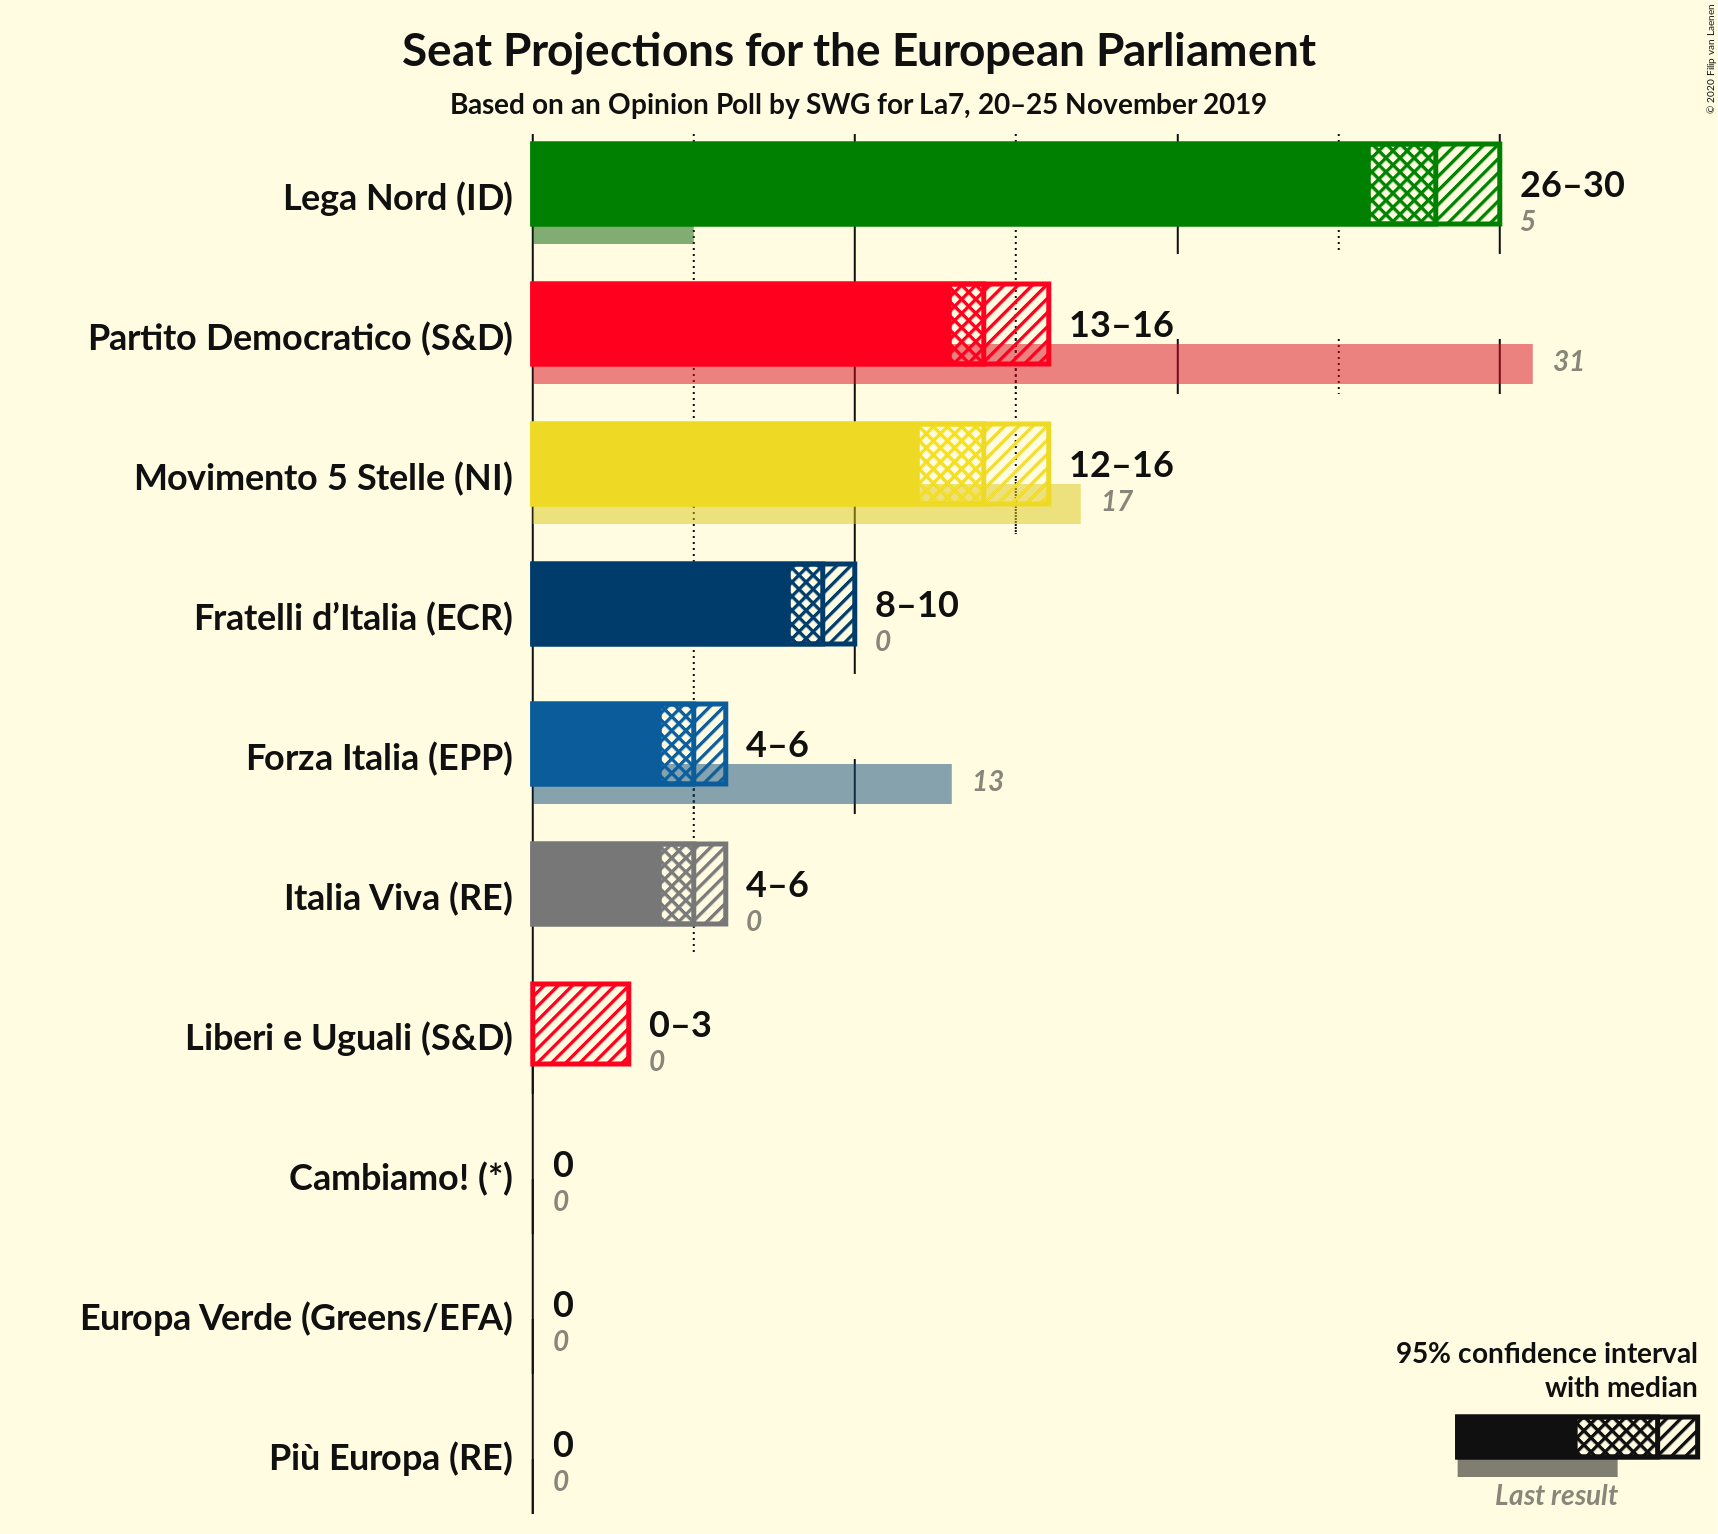 Seat Projections for the European Parliament
Based on an Opinion Poll by SWG for La7, 20–25 November 2019
© 2020 Filip van Laenen
Lega Nord (ID)
26–30
5
Partito Democratico (S&D)
13–16
31
Movimento 5 Stelle (NI)
12–16
17
Fratelli d’Italia (ECR)
8–10
0
Forza Italia (EPP)
4–6
13
Italia Viva (RE)
4–6
0
Liberi e Uguali (S&D)
0–3
0
Cambiamo! (*)
0
0
Europa Verde (Greens/EFA)
0
0
Più Europa (RE)
0
0
95% confidence interval
with median
Last result